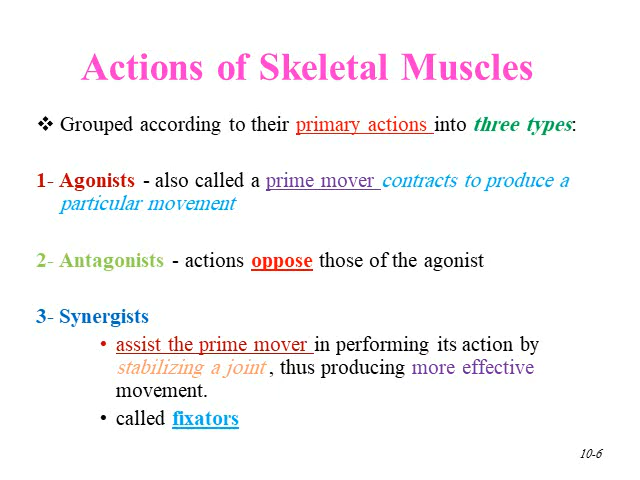 Actions of Skeletal Muscles
❖ Grouped according to their primary actions into three types:
1- Agonists - also called a prime mover contracts to produce a
particular movement
2- Antagonists - actions oppose those of the agonist
3- Synergists
• assist the prime mover in performing its action by
stabilizing a joint , thus producing more effective
movement.
• called fixators
10-6